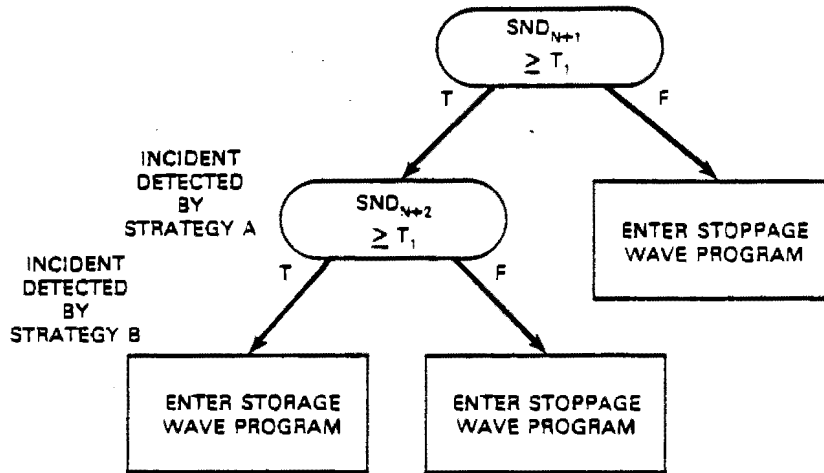 SND_{N+1}
≥ T_1
T
F
INCIDENT
DETECTED
BY
STRATEGY A
SND_{N+2}
≥ T_1
ENTER STOPPAGE
WAVE PROGRAM
INCIDENT
DETECTED
BY
STRATEGY B
T
F
ENTER STORAGE
WAVE PROGRAM
ENTER STOPPAGE
WAVE PROGRAM